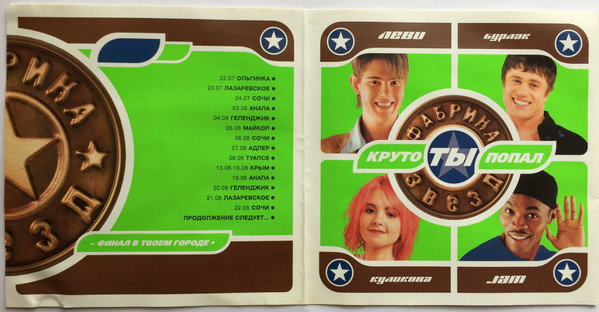 ФАБРИКА ЗВЕЗД
22.07 ОЛЬГИНКА
23.07 ЛАЗАРЕВСКОЕ
24.07 СОЧИ
03.08 АНАПА
04.08 ГЕЛЕНДЖИК
05.08 МАЙКОП
06.08 СОЧИ
07.08 АДЛЕР
08.08 ТУАПСЕ
13.08-18.08 КРЫМ
19.08 АНАПА
20.08 ГЕЛЕНДЖИК
21.08 ЛАЗАРЕВСКОЕ
22.08 СОЧИ
ПРОДОЛЖЕНИЕ СЛЕДУЕТ...
– ФИНАЛ В ТВОЕМ ГОРОДЕ •
ЛЕВИ
БУРЛАК
ФАБРИКА
КРУТО ТЫ ПОПАЛ
ЗВЁЗД
КУЛИКОВА
JAM